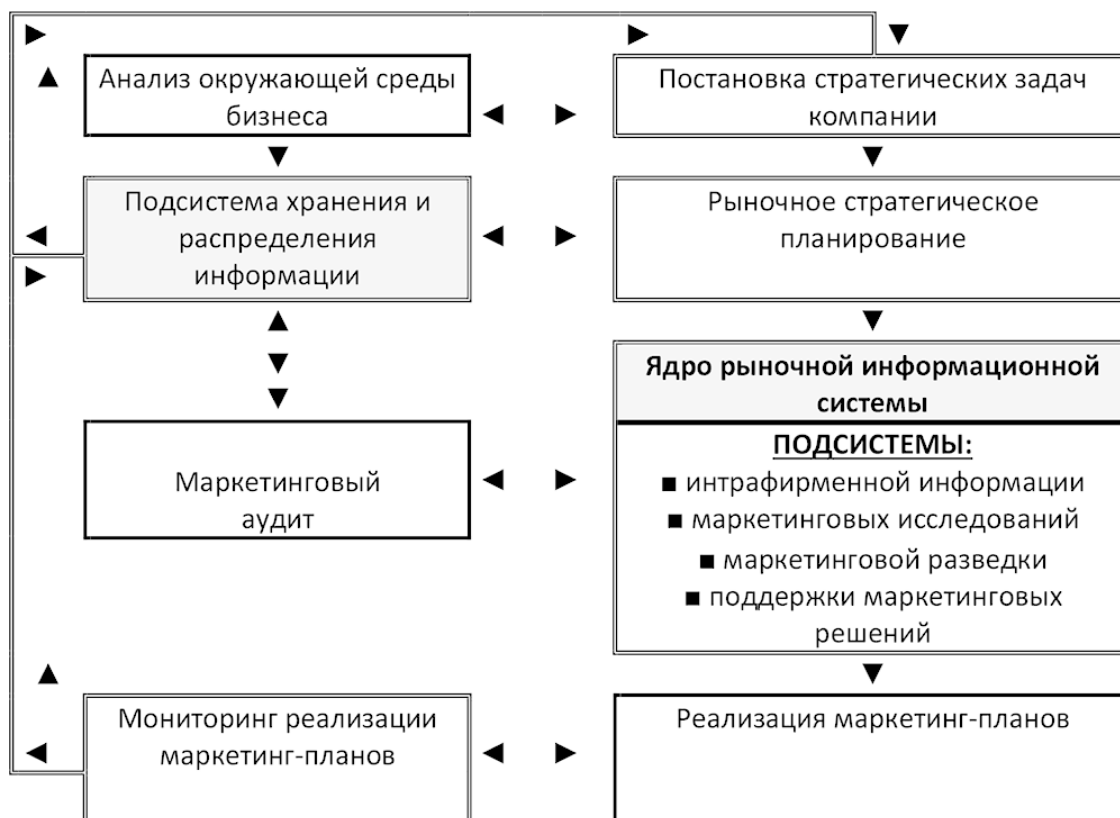 Анализ окружающей среды
бизнеса
Постановка стратегических задач
компании
Подсистема хранения и
распределения
информации
Рыночное стратегическое
планирование
Ядро рыночной информационной
системы
ПОДСИСТЕМЫ:
■ интрафирменной информации
■ маркетинговых исследований
■ маркетинговой разведки
■ поддержки маркетинговых
решений
Маркетинговый
аудит
Мониторинг реализации
маркетинг-планов
Реализация маркетинг-планов